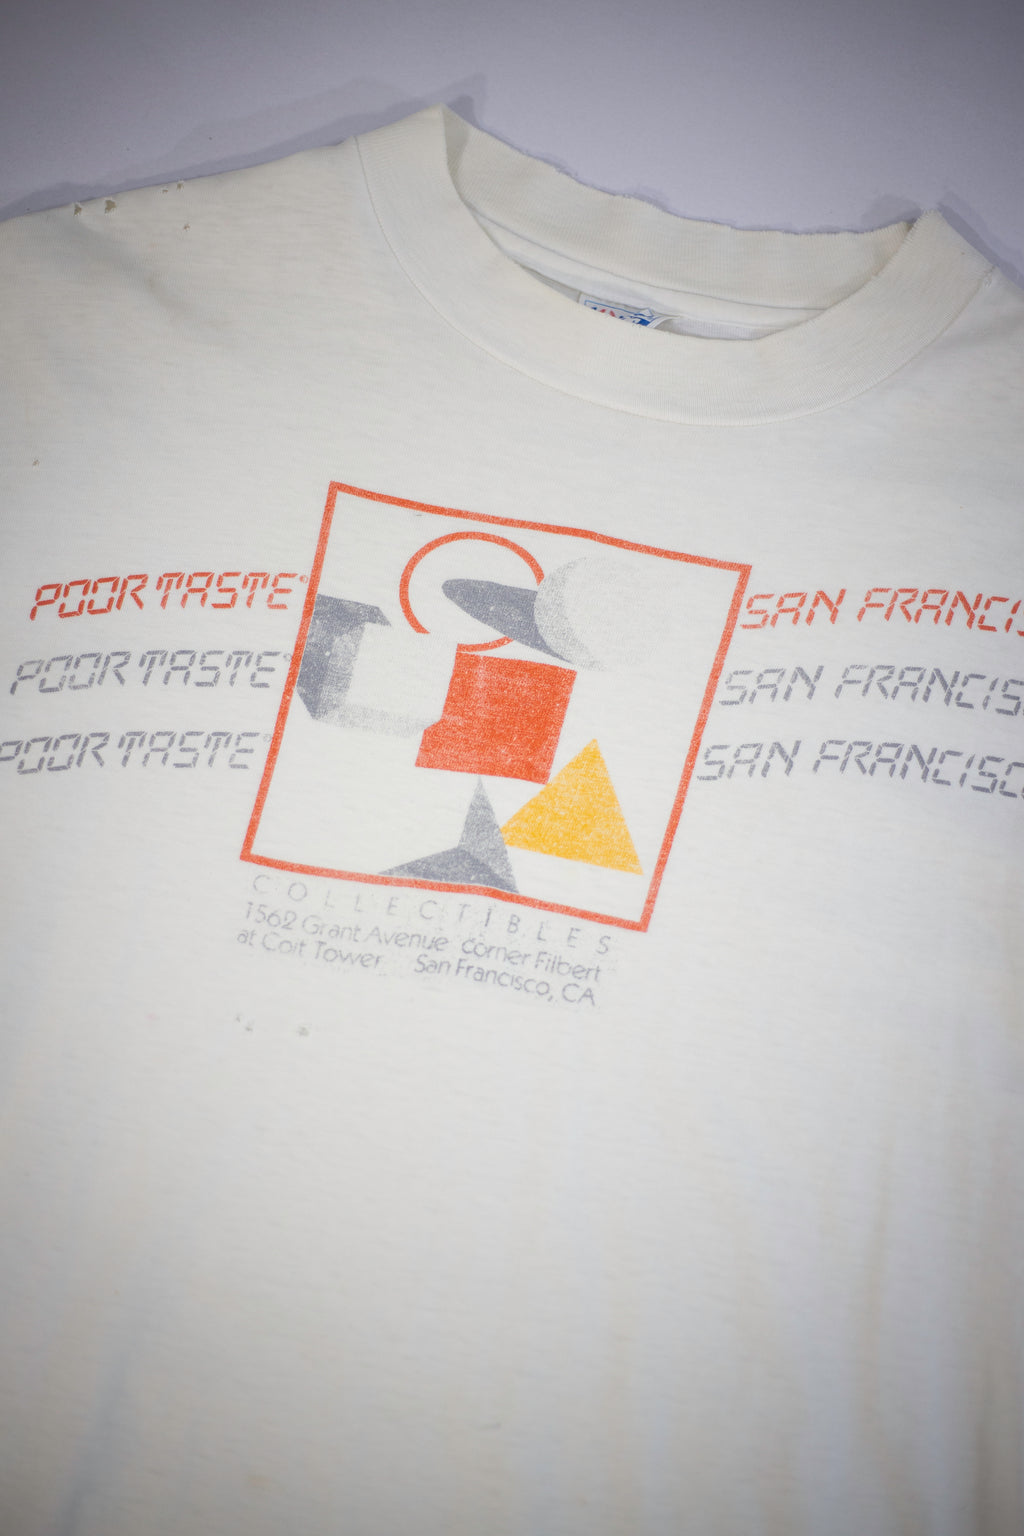 POOR TASTE® SAN FRANCIS
POOR TASTE® SAN FRANCIS
POOR TASTE® SAN FRANCISC
COLLECTIBLES
1562 Grant Avenue corner Filbert
at Coit Tower San Francisco, CA